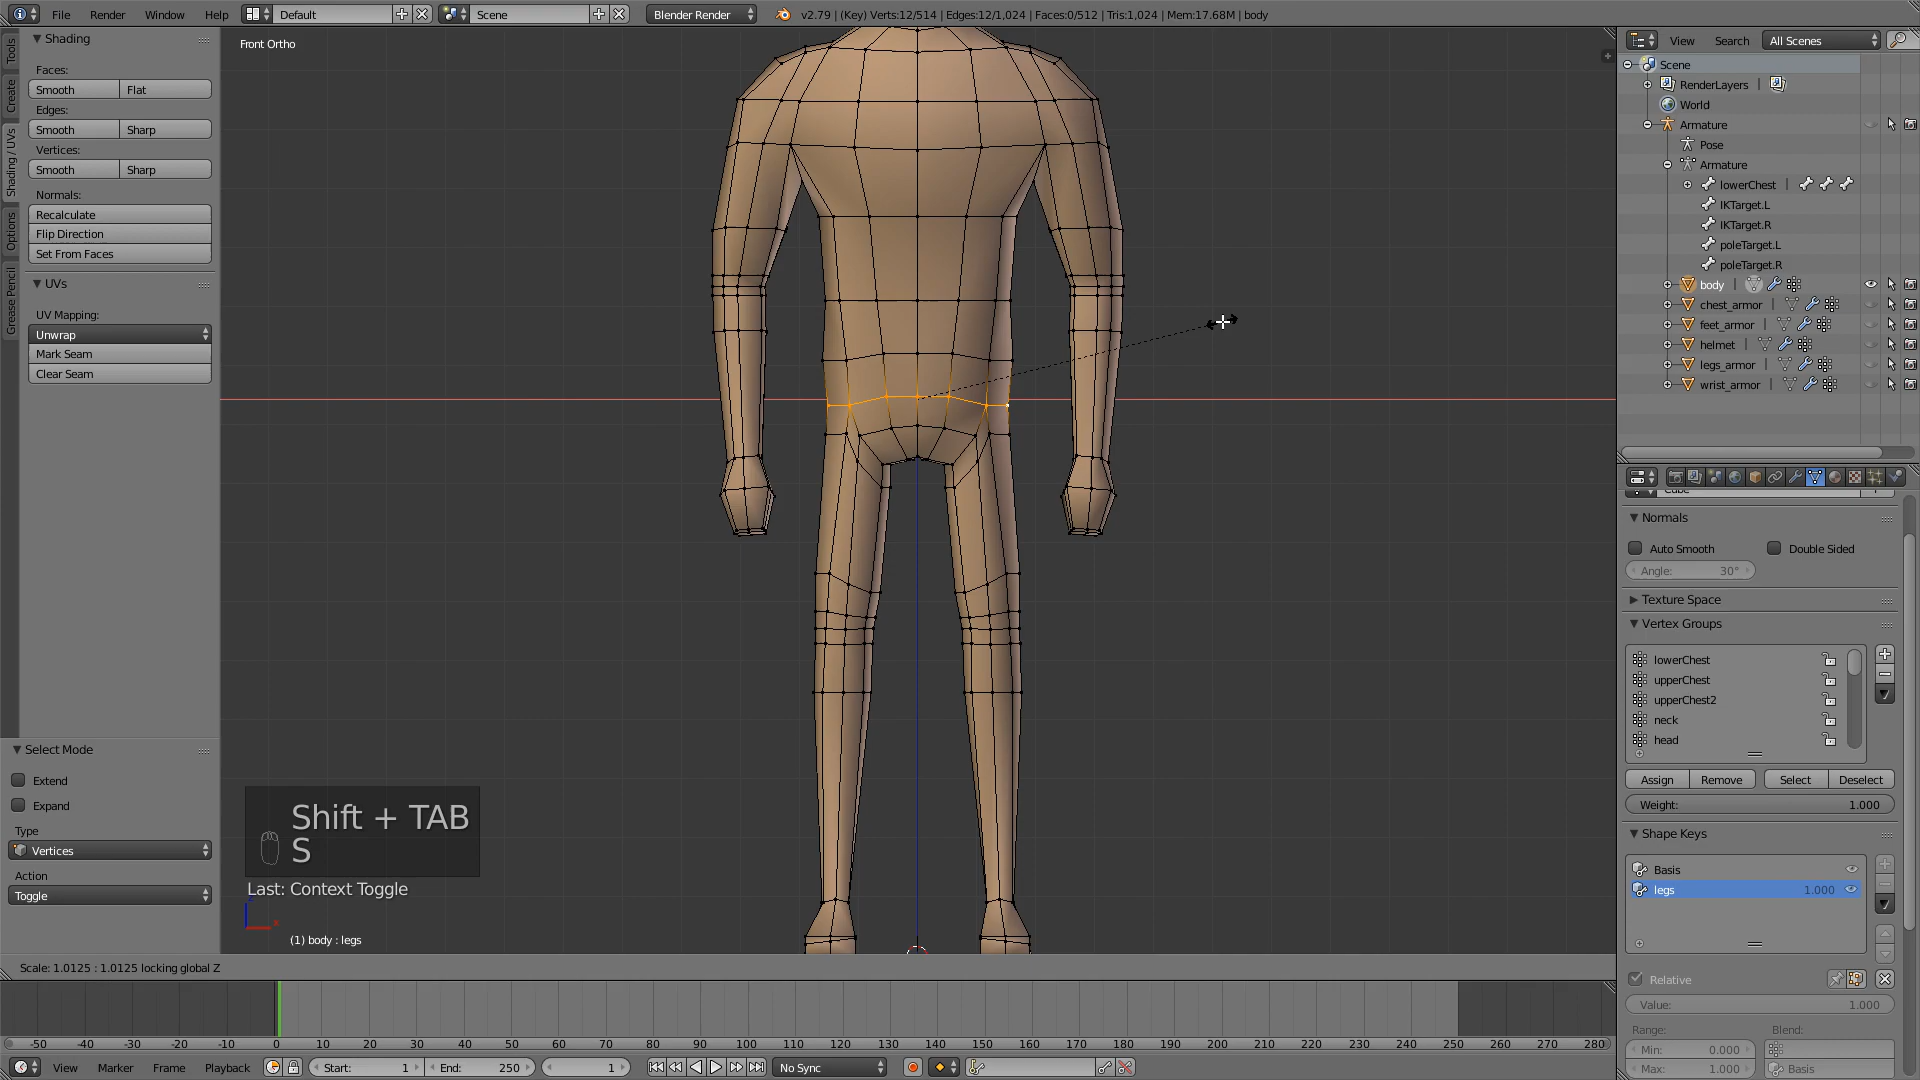 File
Render
Window
Help
Default
Scene
Blender Render
v2.79 | (Key) Verts:12/514 | Edges:12/1,024 | Faces:0/512 | Tris:1,024 | Mem:17.68M | body
Tools
Create
Shading / UVs
Options
Grease Pencil
Shading
Faces:
Smooth
Flat
Edges:
Smooth
Sharp
Vertices:
Smooth
Sharp
Normals:
Recalculate
Flip Direction
Set From Faces
UVs
UV Mapping:
Unwrap
Mark Seam
Clear Seam
Select Mode
Extend
Expand
Type
Vertices
Action
Toggle
Front Ortho
Shift + TAB
S
Last: Context Toggle
(1) body : legs
Scale: 1.0125 : 1.0125 locking global Z
View
Search
All Scenes
Scene
RenderLayers
World
Armature
Pose
Armature
lowerChest
IKTarget.L
IKTarget.R
poleTarget.L
poleTarget.R
body
chest_armor
feet_armor
helmet
legs_armor
wrist_armor
Normals
Auto Smooth
Double Sided
Angle: 30°
Texture Space
Vertex Groups
lowerChest
upperChest
upperChest2
neck
head
Assign
Remove
Select
Deselect
Weight: 1.000
Shape Keys
Basis
legs 1.000
Relative
Value: 1.000
Range:
Blend:
Min: 0.000
Max: 1.000
Basis
-50 -40 -30 -20 -10 0 10 20 30 40 50 60 70 80 90 100 110 120 130 140 150 160 170 180 190 200 210 220 230 240 250 260 270 280
View
Marker
Frame
Playback
Start: 1
End: 250
1
No Sync